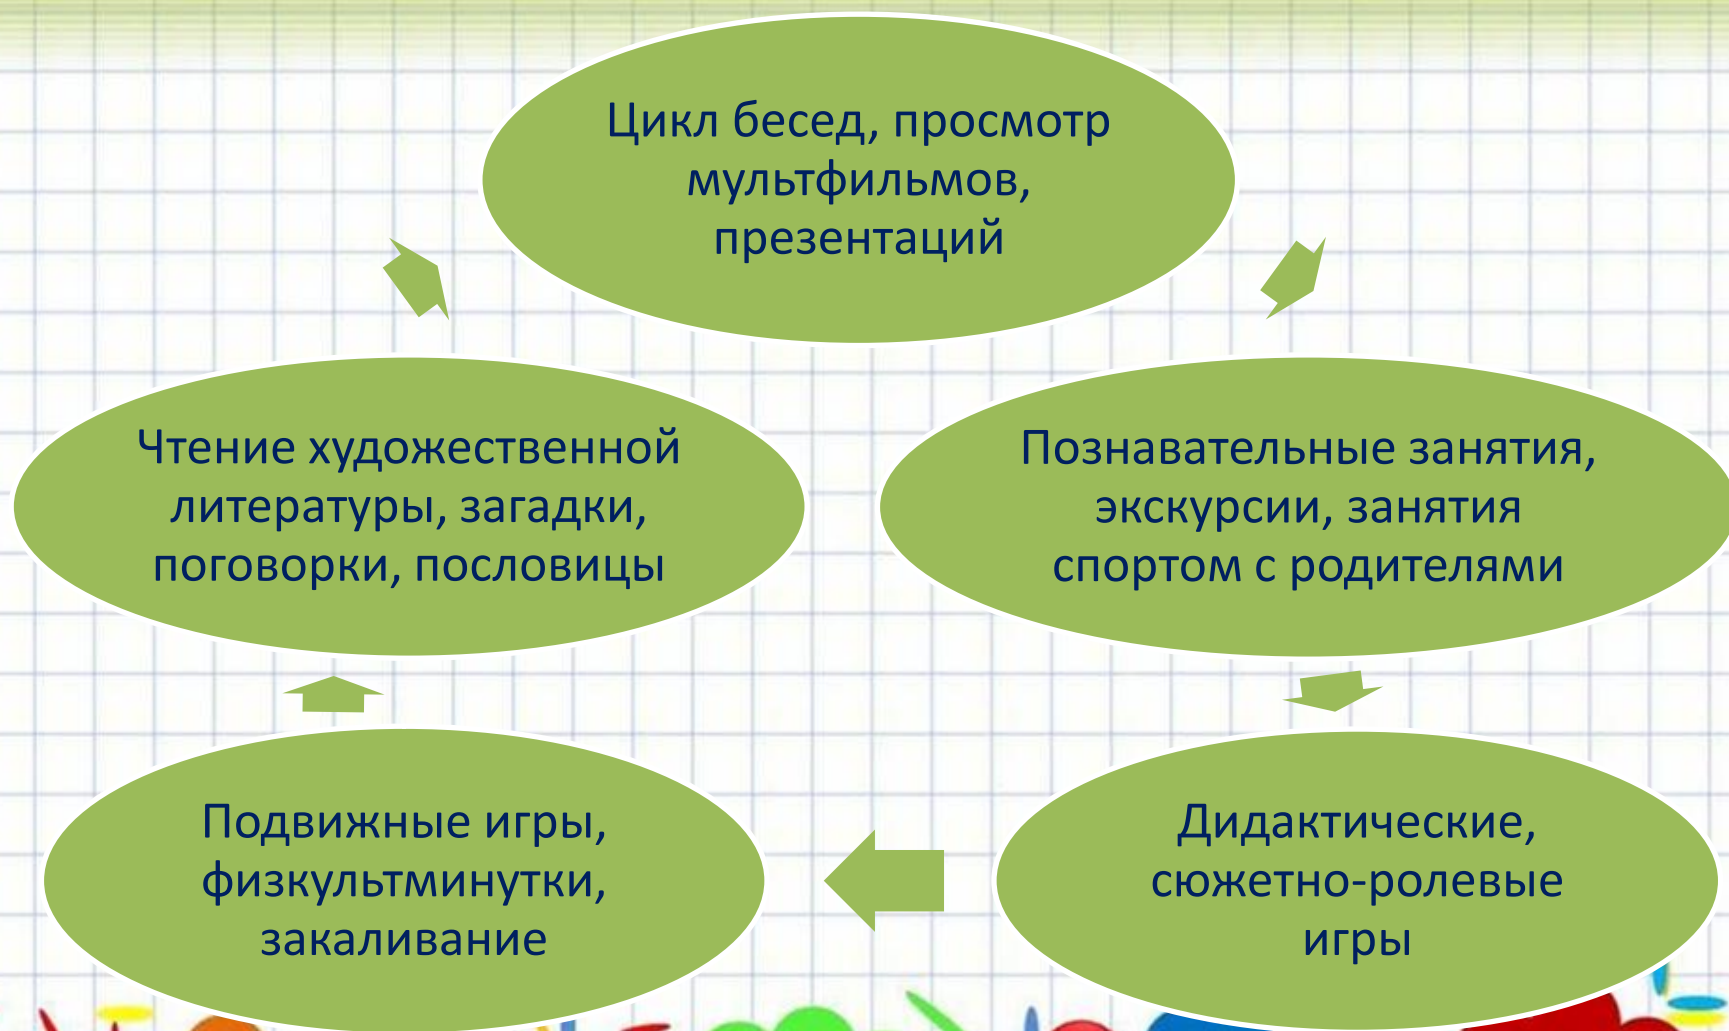 Цикл бесед, просмотр
мультфильмов,
презентаций
Чтение художественной
литературы, загадки,
поговорки, пословицы
Познавательные занятия,
экскурсии, занятия
спортом с родителями
Подвижные игры,
физкультминутки,
закаливание
Дидактические,
сюжетно-ролевые
игры